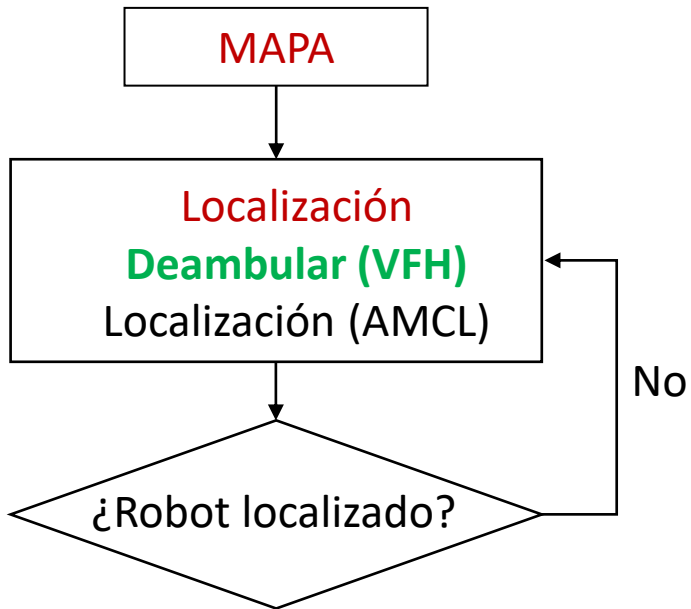 MAPA
Localización
Deambular (VFH)
Localización (AMCL)
No
¿Robot localizado?